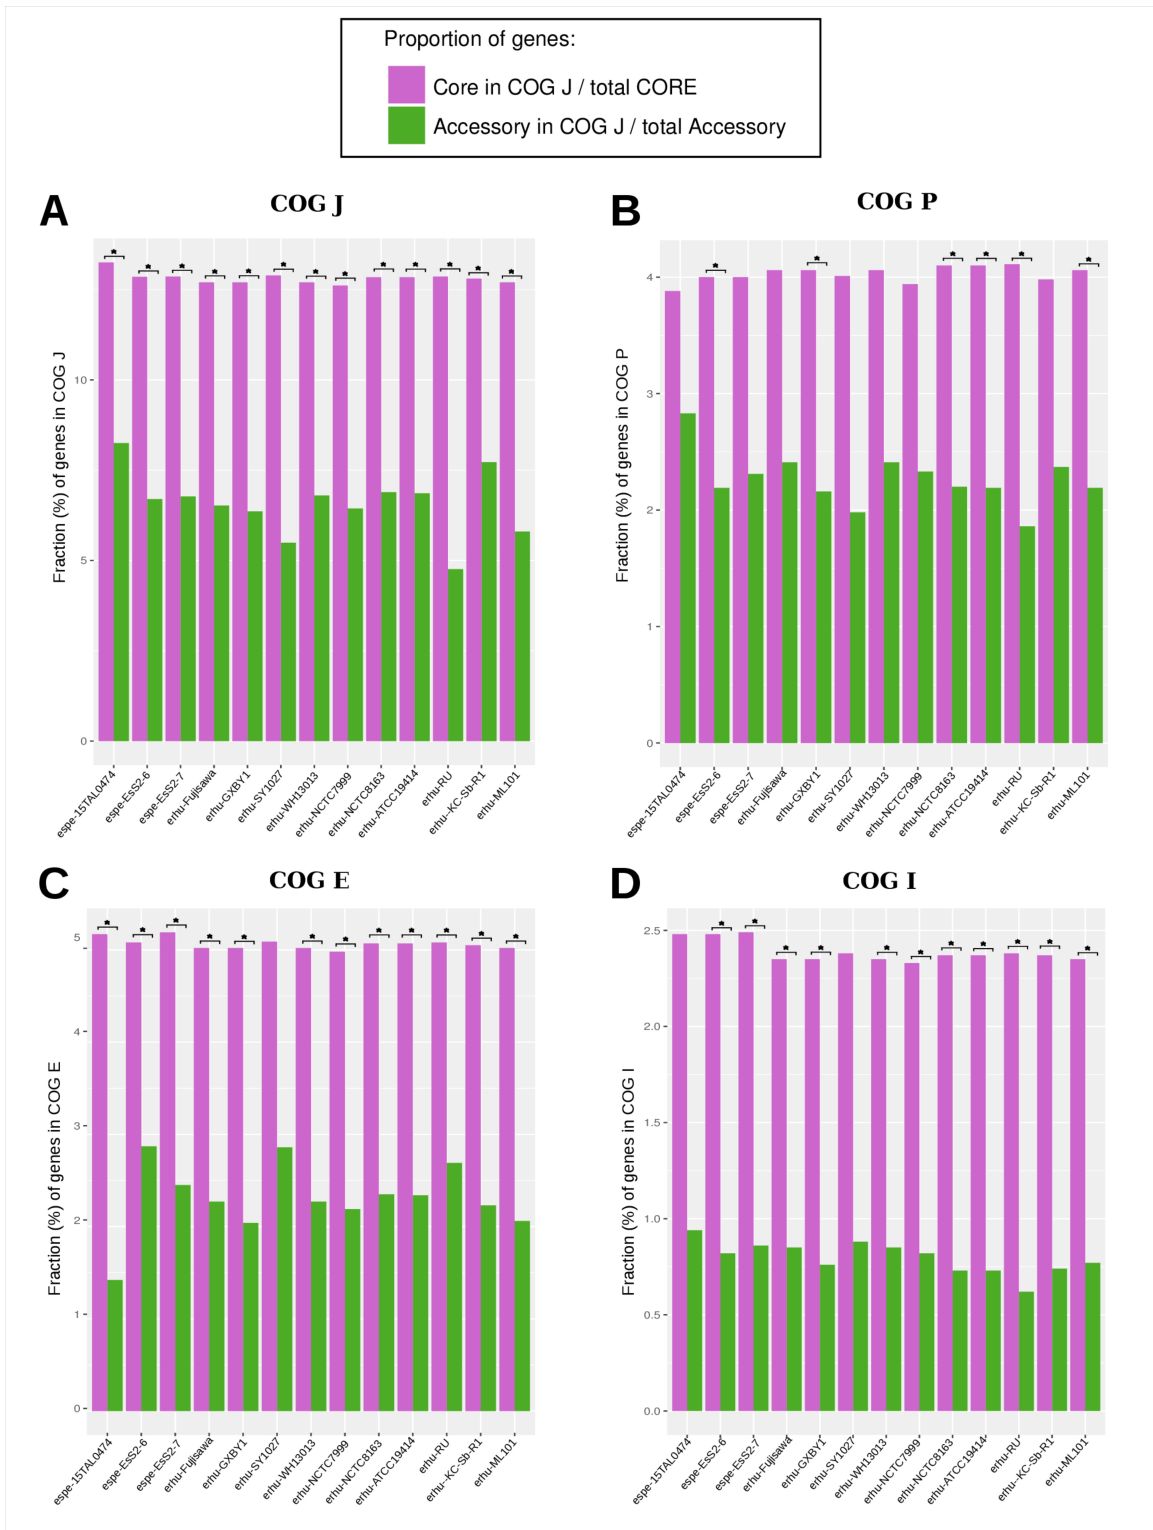 Proportion of genes:
Core in COG J / total CORE
Accessory in COG J / total Accessory
A
COG J
Fraction (%) of genes in COG J
10
5
0
* * * * * * * * * * * * *
espe-15TAL0474
espe-EsS2-6
espe-EsS2-7
erhu-Fujisawa
erhu-GXBY1
erhu-SY1027
erhu-WH13013
erhu-NCTC7999
erhu-NCTC8163
erhu-ATCC19414
erhu-RU
erhu--KC-Sb-R1
erhu-ML101
B
COG P
Fraction (%) of genes in COG P
4
3
2
1
0
* * * * * *
espe-15TAL0474
espe-EsS2-6
espe-EsS2-7
erhu-Fujisawa
erhu-GXBY1
erhu-SY1027
erhu-WH13013
erhu-NCTC7999
erhu-NCTC8163
erhu-ATCC19414
erhu-RU
erhu--KC-Sb-R1
erhu-ML101
C
COG E
Fraction (%) of genes in COG E
5
4
3
2
1
0
* * * * * * * * * * * *
espe-15TAL0474
espe-EsS2-6
espe-EsS2-7
erhu-Fujisawa
erhu-GXBY1
erhu-SY1027
erhu-WH13013
erhu-NCTC7999
erhu-NCTC8163
erhu-ATCC19414
erhu-RU
erhu--KC-Sb-R1
erhu-ML101
D
COG I
Fraction (%) of genes in COG I
2.5
2.0
1.5
1.0
0.5
0.0
* * * * * * * * * * *
espe-15TAL0474
espe-EsS2-6
espe-EsS2-7
erhu-Fujisawa
erhu-GXBY1
erhu-SY1027
erhu-WH13013
erhu-NCTC7999
erhu-NCTC8163
erhu-ATCC19414
erhu-RU
erhu--KC-Sb-R1
erhu-ML101